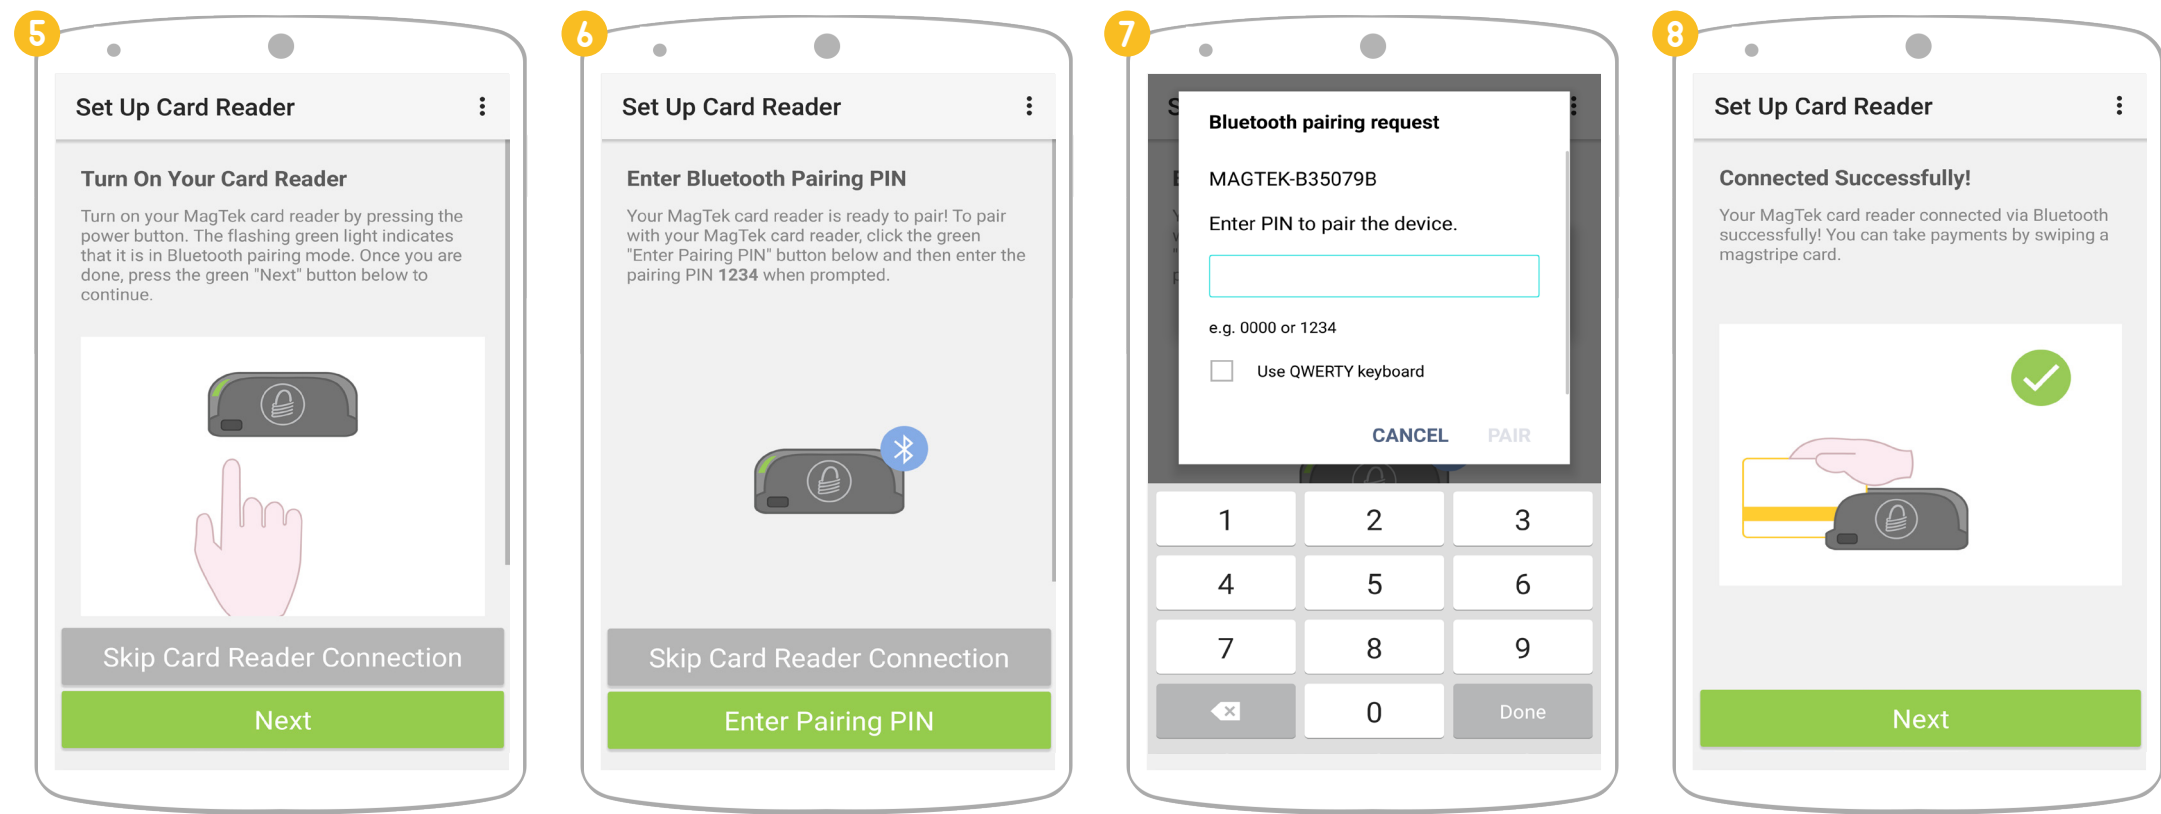 5
Set Up Card Reader
Turn On Your Card Reader
Turn on your MagTek card reader by pressing the
power button. The flashing green light indicates
that it is in Bluetooth pairing mode. Once you are
done, press the green "Next" button below to
continue.
Skip Card Reader Connection
Next
6
Set Up Card Reader
Enter Bluetooth Pairing PIN
Your MagTek card reader is ready to pair! To pair
with your MagTek card reader, click the green
"Enter Pairing PIN" button below and then enter the
pairing PIN 1234 when prompted.
Skip Card Reader Connection
Enter Pairing PIN
7
Bluetooth pairing request
MAGTEK-B35079B
Enter PIN to pair the device.
e.g. 0000 or 1234
Use QWERTY keyboard
CANCEL PAIR
1 2 3
4 5 6
7 8 9
0 Done
8
Set Up Card Reader
Connected Successfully!
Your MagTek card reader connected via Bluetooth
successfully! You can take payments by swiping a
magstripe card.
Next